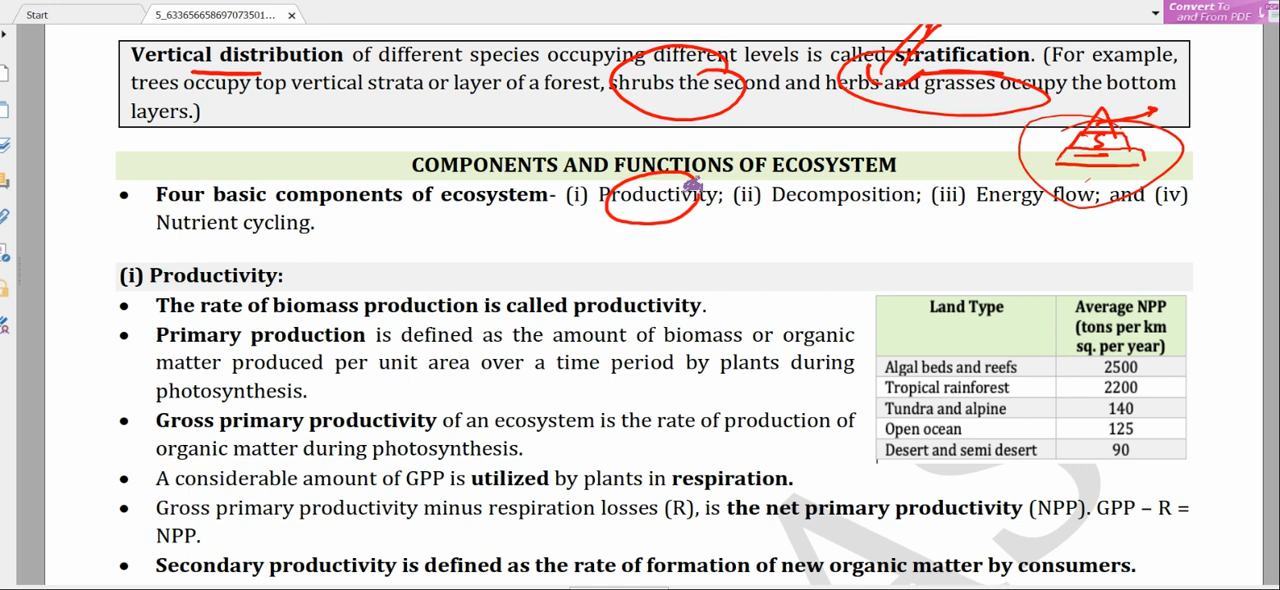 Start
5_633656658697073501...
Convert To
and From PDF
Vertical distribution of different species occupying different levels is called stratification. (For example,
trees occupy top vertical strata or layer of a forest, shrubs the second and herbs and grasses occupy the bottom
layers.)
COMPONENTS AND FUNCTIONS OF ECOSYSTEM
• Four basic components of ecosystem- (i) Productivity; (ii) Decomposition; (iii) Energy flow; and (iv)
Nutrient cycling.
(i) Productivity:
• The rate of biomass production is called productivity.
• Primary production is defined as the amount of biomass or organic
matter produced per unit area over a time period by plants during
photosynthesis.
• Gross primary productivity of an ecosystem is the rate of production of
organic matter during photosynthesis.
• A considerable amount of GPP is utilized by plants in respiration.
• Gross primary productivity minus respiration losses (R), is the net primary productivity (NPP). GPP – R =
NPP.
• Secondary productivity is defined as the rate of formation of new organic matter by consumers.
Land Type Average NPP
(tons per km
sq. per year)
Algal beds and reefs 2500
Tropical rainforest 2200
Tundra and alpine 140
Open ocean 125
Desert and semi desert 90